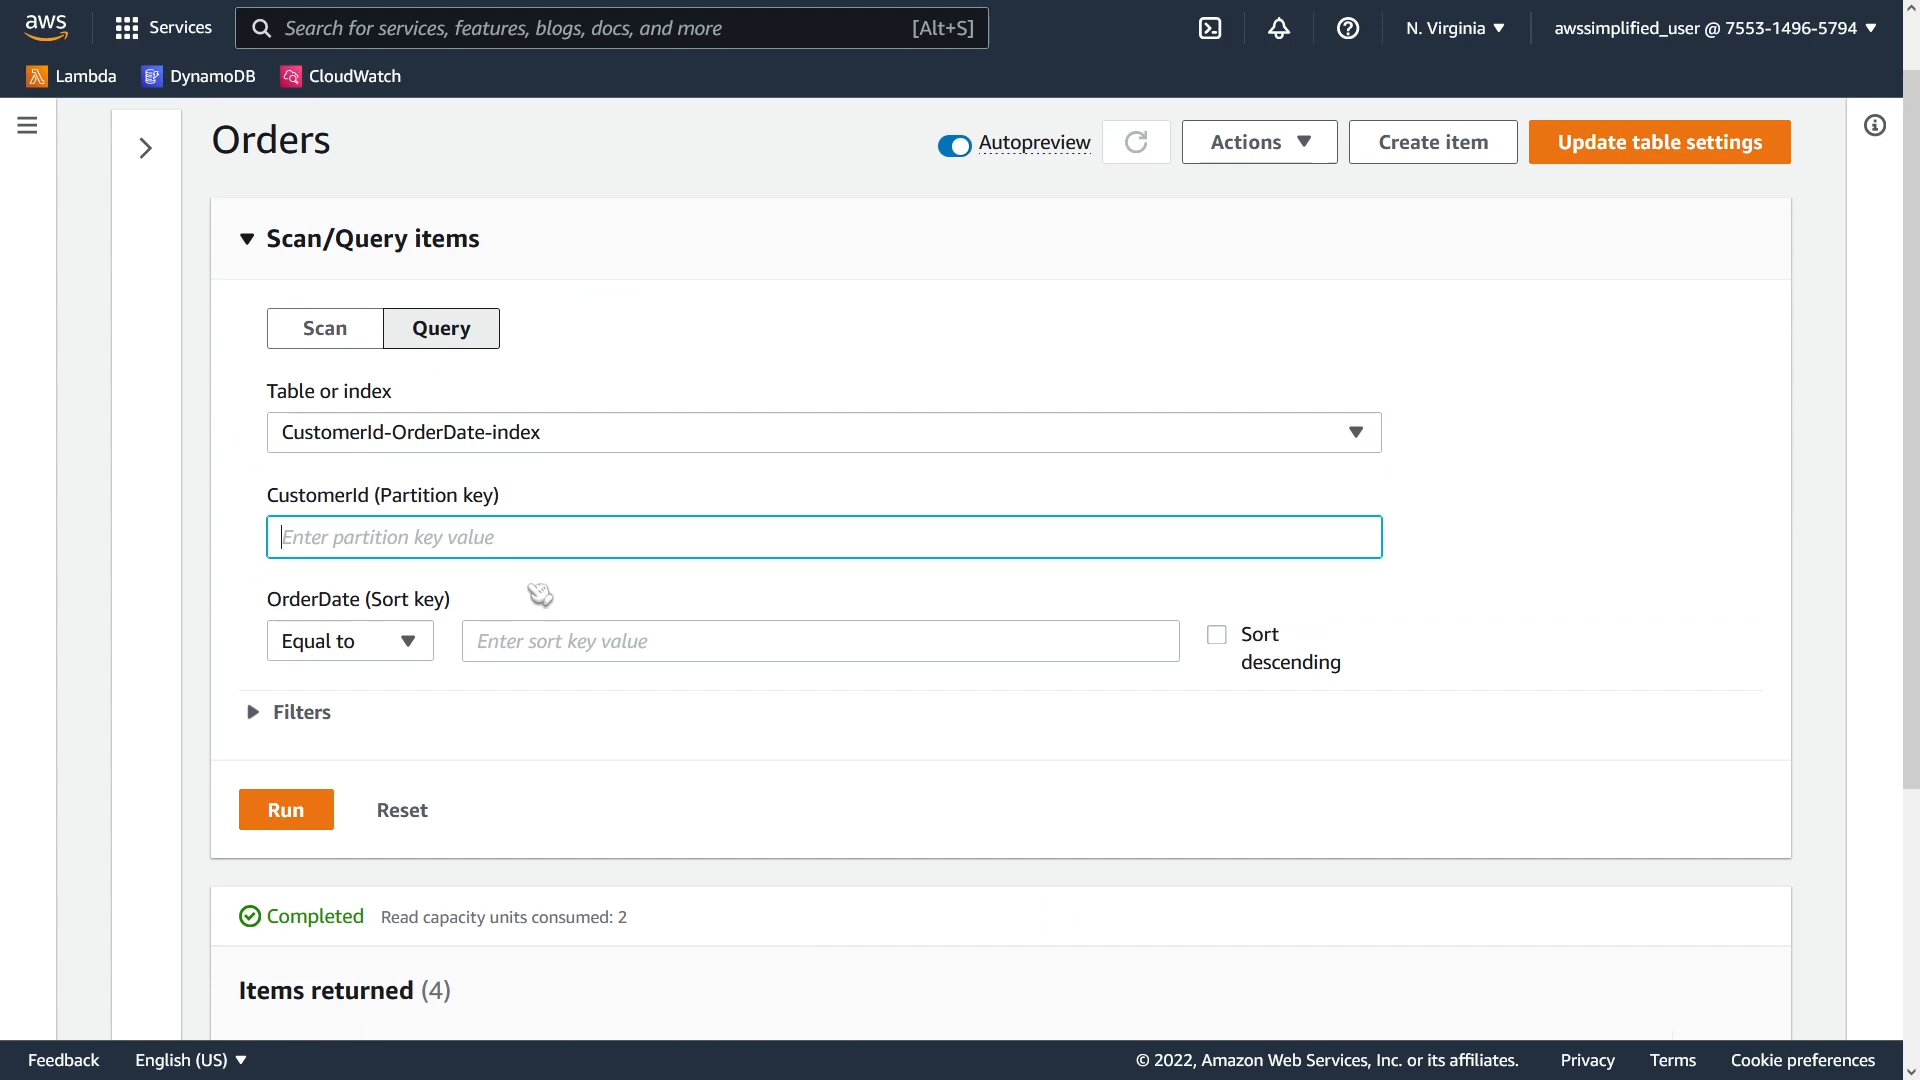 aws
Services
Search for services, features, blogs, docs, and more
[Alt+S]
N. Virginia
awssimplified_user @ 7553-1496-5794
Lambda
DynamoDB
CloudWatch
Orders
Autopreview
Actions
Create item
Update table settings
Scan/Query items
Scan
Query
Table or index
CustomerId-OrderDate-index
CustomerId (Partition key)
Enter partition key value
OrderDate (Sort key)
Equal to
Enter sort key value
Sort
descending
Filters
Run
Reset
Completed
Read capacity units consumed: 2
Items returned (4)
Feedback
English (US)
© 2022, Amazon Web Services, Inc. or its affiliates.
Privacy
Terms
Cookie preferences